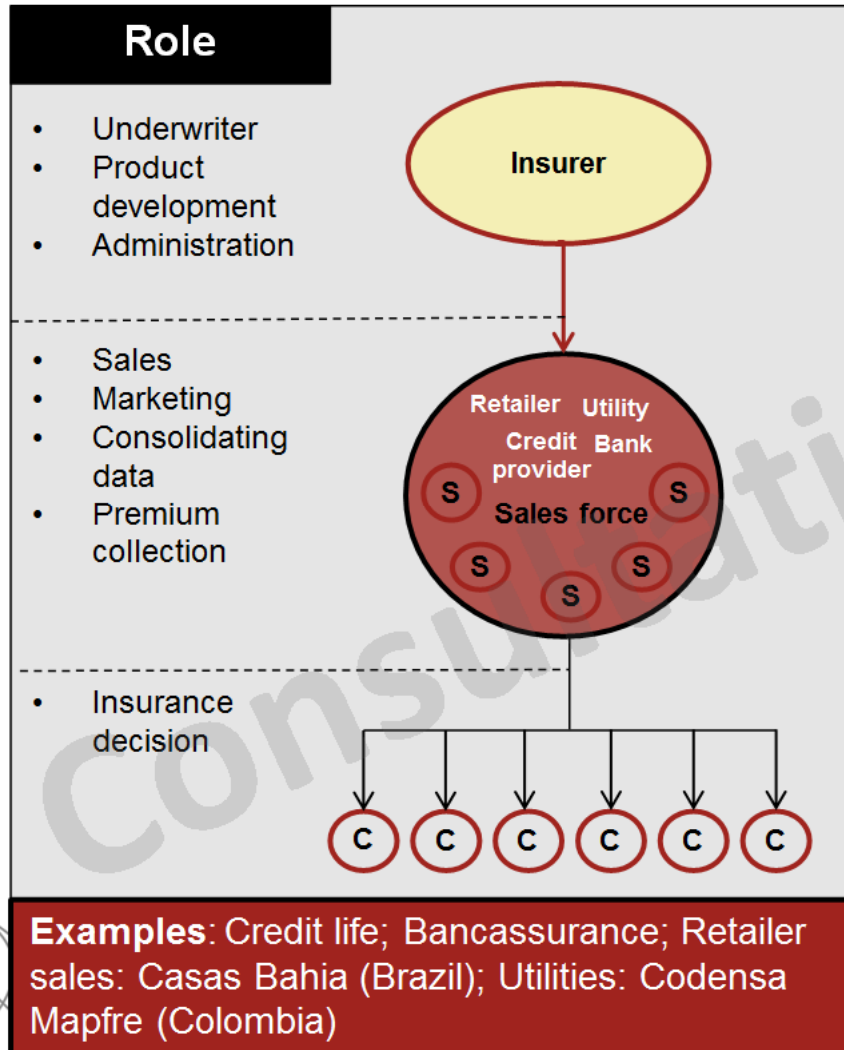 Role
• Underwriter
• Product
development
• Administration
Insurer
• Sales
• Marketing
• Consolidating
data
• Premium
collection
Retailer Utility
Credit Bank
provider
S S
Sales force
S S
S
• Insurance
decision
C C C C C C
Consultati
Examples: Credit life; Bancassurance; Retailer
sales: Casas Bahia (Brazil); Utilities: Codensa
Mapfre (Colombia)